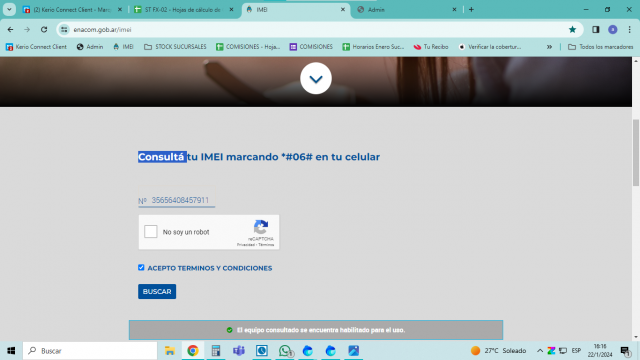 (2) Kerio Connect Client - Mari
ST FX-02 - Hojas de cálculo de
IMEI
Admin
enacom.gob.ar/imei
Kerio Connect Client
Admin
IMEI
STOCK SUCURSALES
COMISIONES - Hoja...
COMISIONES
Horarios Enero Suc...
Tu Recibo
Verificar la cobertur...
»
Todos los marcadores
Consultá tu IMEI marcando *#06# en tu celular
Nº 35656408457911
No soy un robot
reCAPTCHA
Privacidad - Términos
ACEPTO TERMINOS Y CONDICIONES
BUSCAR
El equipo consultado se encuentra habilitado para el uso.
Buscar
27°C Soleado
ESP
18:16
22/1/2024